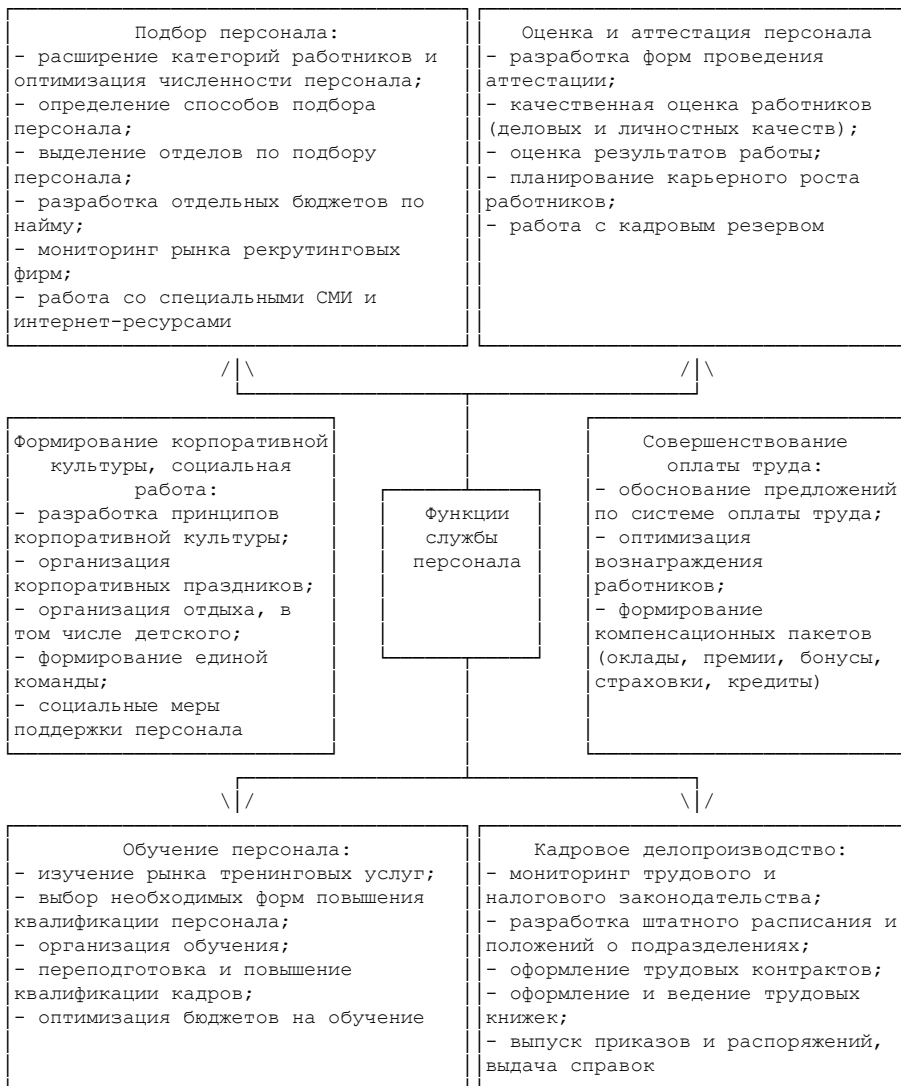 Подбор персонала:
- расширение категорий работников и
оптимизация численности персонала;
- определение способов подбора
персонала;
- выделение отделов по подбору
персонала;
- разработка отдельных бюджетов по
найму;
- мониторинг рынка рекрутинговых
фирм;
- работа со специальными СМИ и
интернет-ресурсами
Оценка и аттестация персонала
- разработка форм проведения
аттестации;
- качественная оценка работников
(деловых и личностных качеств);
- оценка результатов работы;
- планирование карьерного роста
работников;
- работа с кадровым резервом
Формирование корпоративной
культуры, социальная
работа:
- разработка принципов
корпоративной культуры;
- организация
корпоративных праздников;
- организация отдыха, в
том числе детского;
- формирование единой
команды;
- социальные меры
поддержки персонала
Функции
службы
персонала
Совершенствование
оплаты труда:
- обоснование предложений
по системе оплаты труда;
- оптимизация
вознаграждения
работников;
- формирование
компенсационных пакетов
(оклады, премии, бонусы,
страховки, кредиты)
Обучение персонала:
- изучение рынка тренинговых услуг;
- выбор необходимых форм повышения
квалификации персонала;
- организация обучения;
- переподготовка и повышение
квалификации кадров;
- оптимизация бюджетов на обучение
Кадровое делопроизводство:
- мониторинг трудового и
налогового законодательства;
- разработка штатного расписания и
положений о подразделениях;
- оформление трудовых контрактов;
- оформление и ведение трудовых
книжек;
- выпуск приказов и распоряжений,
выдача справок